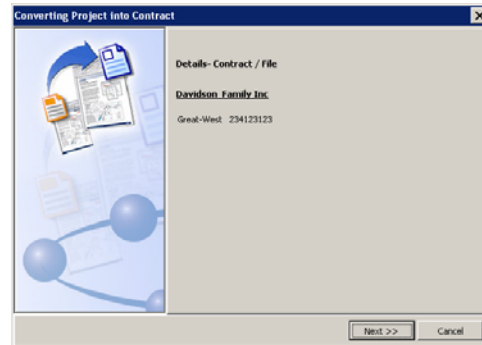 Converting Project into Contract
Details- Contract / File
Davidson Family Inc
Great-West 234123123
Next >>
Cancel